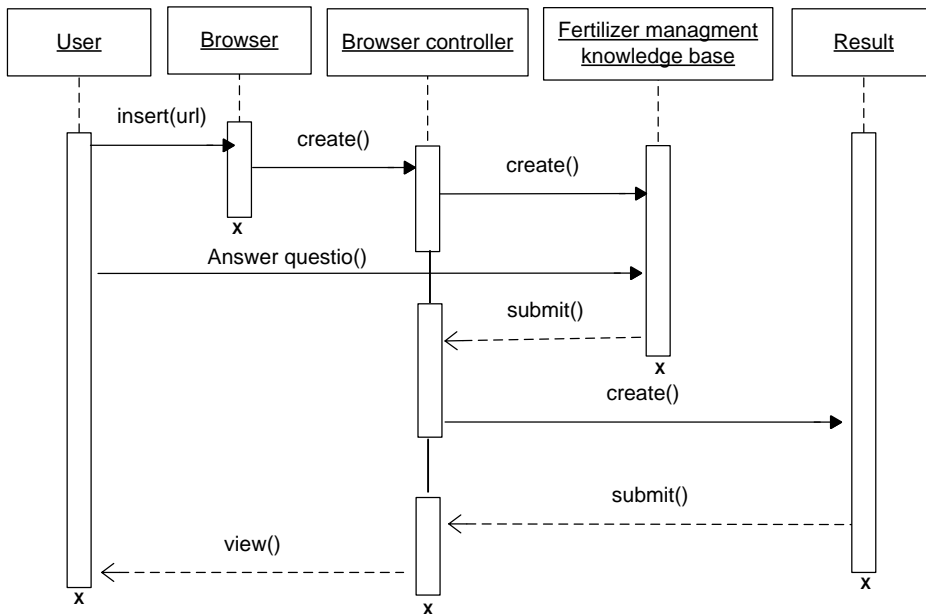 User
Browser
Browser controller
Fertilizer managment
knowledge base
Result
insert(url)
create()
create()
Answer questio()
submit()
create()
submit()
view()
x
x
x
x
x